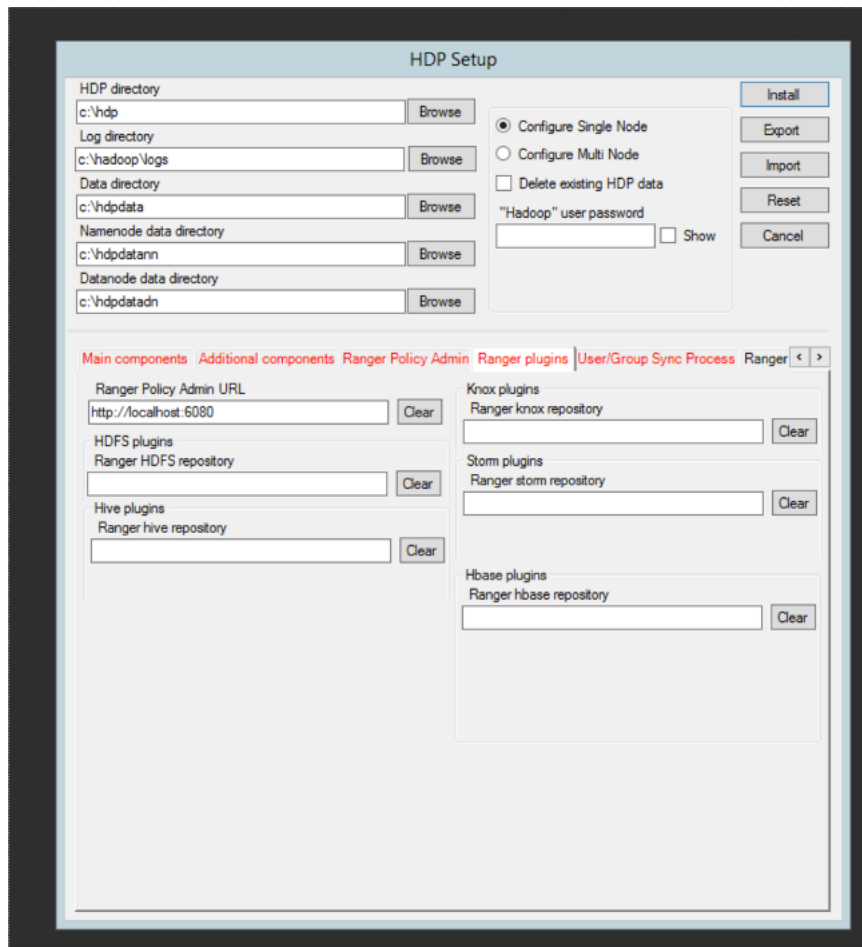 HDP Setup
HDP directory
c:\hdp
Browse
Log directory
c:\hadoop\logs
Browse
Data directory
c:\hdpdata
Browse
Namenode data directory
c:\hdpdatann
Browse
Datanode data directory
c:\hdpdatadn
Browse
Configure Single Node
Configure Multi Node
Delete existing HDP data
"Hadoop" user password
Show
Install
Export
Import
Reset
Cancel
Main components Additional components Ranger Policy Admin Ranger plugins User/Group Sync Process Ranger < >
Ranger Policy Admin URL
http://localhost:6080
Clear
HDFS plugins
Ranger HDFS repository
Clear
Hive plugins
Ranger hive repository
Clear
Knox plugins
Ranger knox repository
Clear
Storm plugins
Ranger storm repository
Clear
Hbase plugins
Ranger hbase repository
Clear